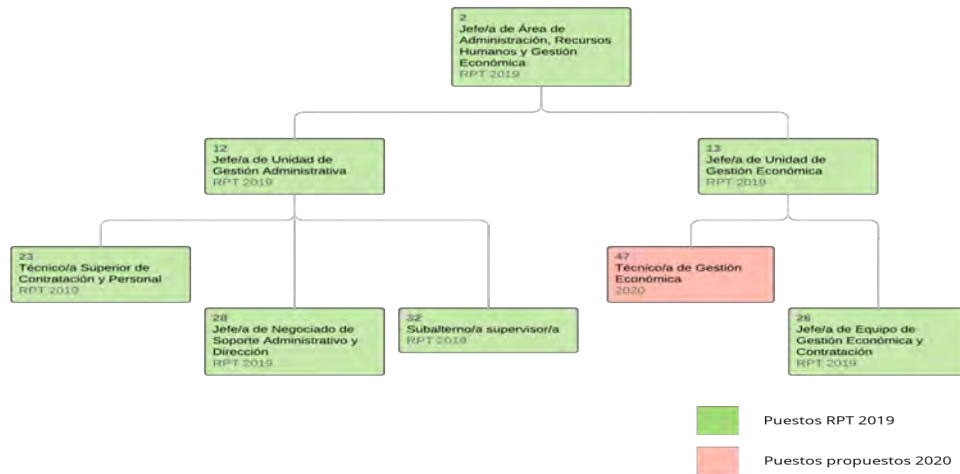 2
Jefe/a de Área de
Administración, Recursos
Humanos y Gestión
Económica
RPT 2019
12
Jefe/a de Unidad de
Gestión Administrativa
RPT 2019
13
Jefe/a de Unidad de
Gestión Económica
RPT 2019
23
Técnico/a Superior de
Contratación y Personal
RPT 2019
28
Jefe/a de Negociado de
Soporte Administrativo y
Dirección
RPT 2019
32
Subalterno/a supervisor/a
RPT 2019
47
Técnico/a de Gestión
Económica
2020
26
Jefe/a de Equipo de
Gestión Económica y
Contratación
RPT 2019
Puestos RPT 2019
Puestos propuestos 2020